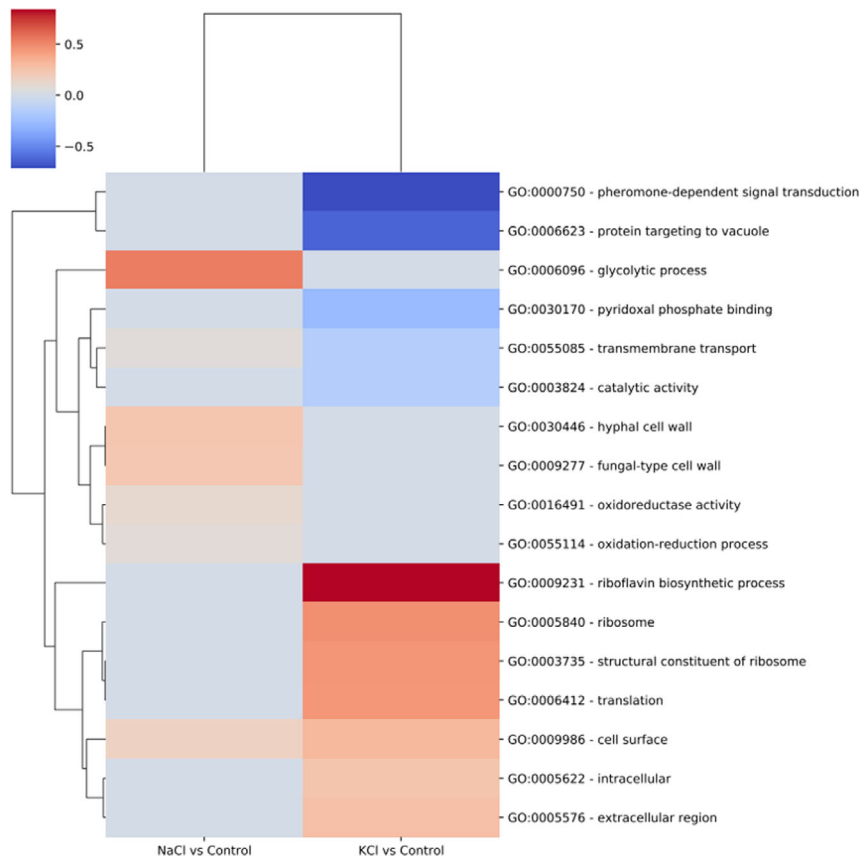 0.5
0.0
−0.5
GO:0000750 - pheromone-dependent signal transduction
GO:0006623 - protein targeting to vacuole
GO:0006096 - glycolytic process
GO:0030170 - pyridoxal phosphate binding
GO:0055085 - transmembrane transport
GO:0003824 - catalytic activity
GO:0030446 - hyphal cell wall
GO:0009277 - fungal-type cell wall
GO:0016491 - oxidoreductase activity
GO:0055114 - oxidation-reduction process
GO:0009231 - riboflavin biosynthetic process
GO:0005840 - ribosome
GO:0003735 - structural constituent of ribosome
GO:0006412 - translation
GO:0009986 - cell surface
GO:0005622 - intracellular
GO:0005576 - extracellular region
NaCl vs Control
KCl vs Control